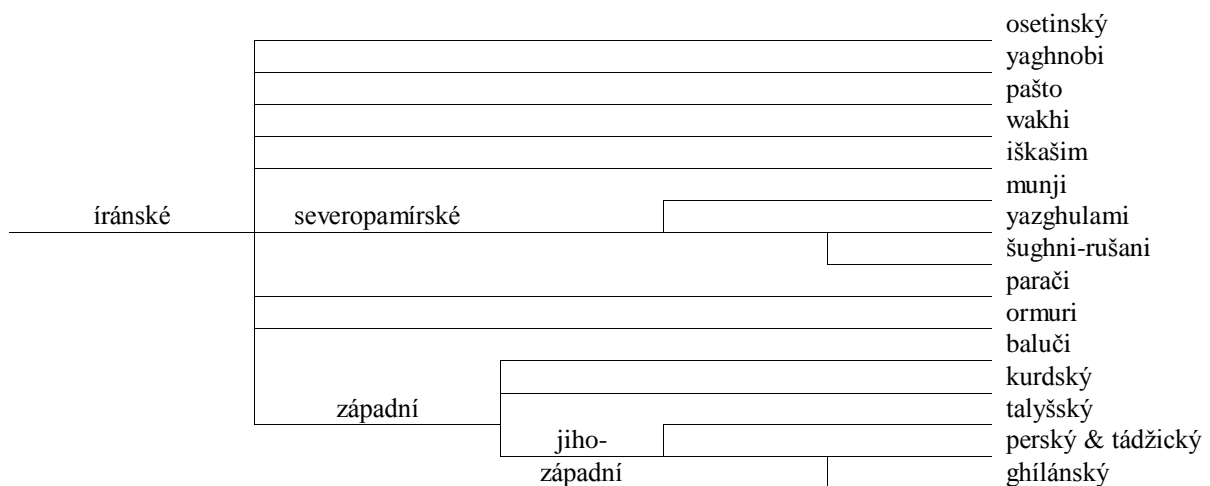 osetinský
yaghnobi
pašto
wakhi
iškašim
munji
íránské severopamírské yazghulami
šughni-rušani
parači
ormuri
baluči
kurdský
západní talyšský
jiho- perský & tádžický
západní ghílánský